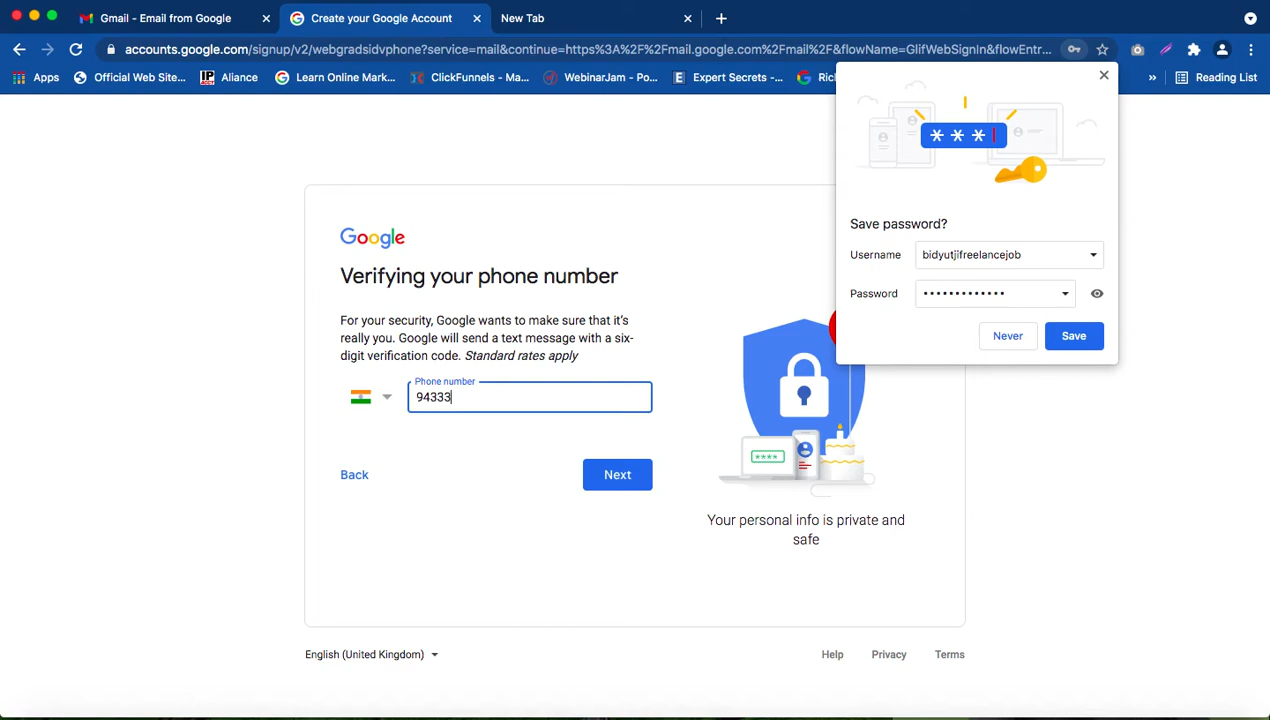 Gmail - Email from Google
Create your Google Account
New Tab
accounts.google.com/signup/v2/webgradsidvphone?service=mail&continue=https%3A%2F%2Fmail.google.com%2Fmail%2F&flowName=GlifWebSignIn&flowEntr...
Apps
Official Web Site...
Aliance
Learn Online Mark...
ClickFunnels - Ma...
WebinarJam - Po...
Expert Secrets -...
Rich
»
Reading List
* * *
Save password?
Username
bidyutjifreelancejob
Password
•••••••••••••
Never
Save
Google
Verifying your phone number
For your security, Google wants to make sure that it's
really you. Google will send a text message with a six-
digit verification code. Standard rates apply
Phone number
94333
Back
Next
****
Your personal info is private and
safe
English (United Kingdom)
Help
Privacy
Terms